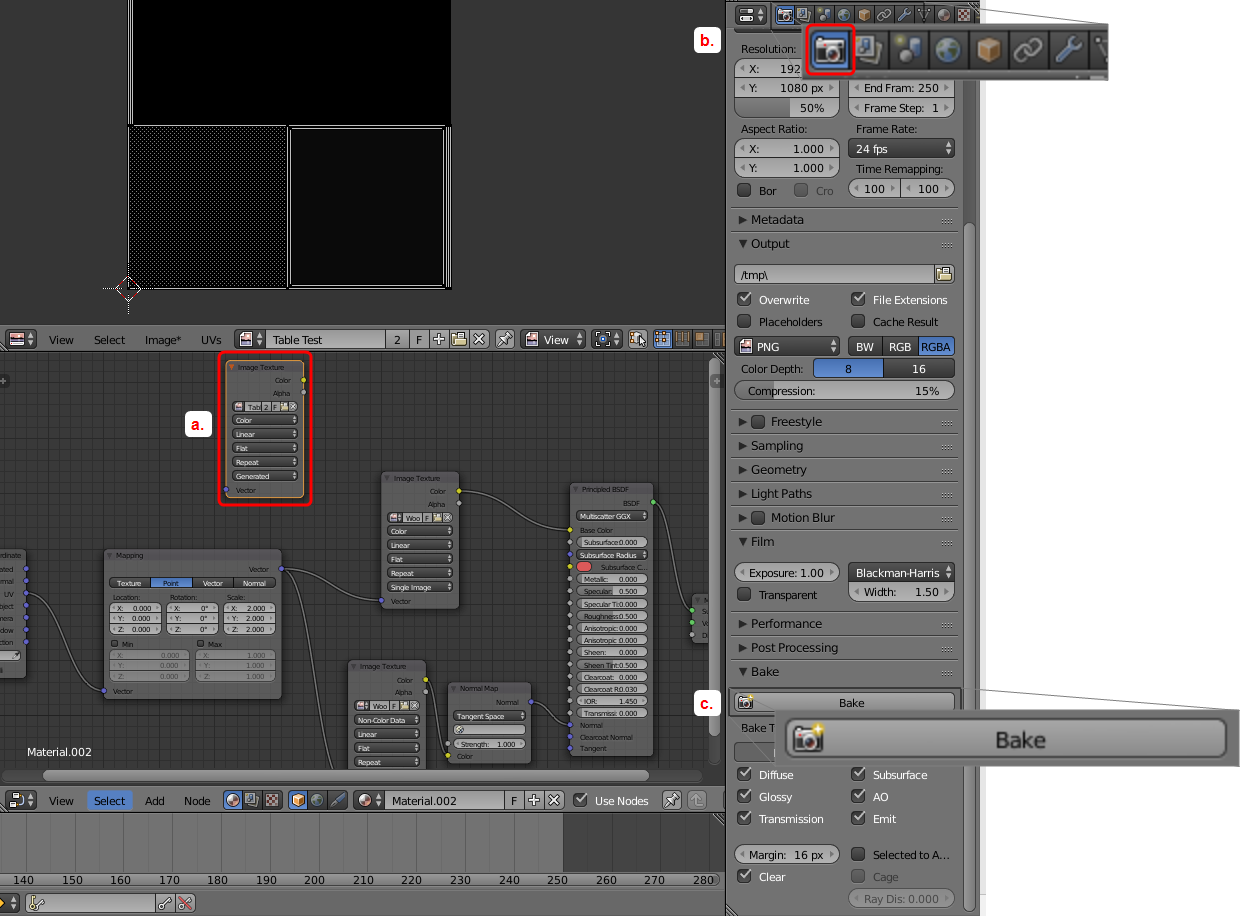 b.
Resolution:
X: 192
Y: 1080 px
End Fram: 250
50%
Frame Step: 1
Aspect Ratio:
Frame Rate:
X: 1.000
24 fps
Y: 1.000
Time Remapping:
Bor
Cro
100
100
Metadata
Output
/tmp\
Overwrite
File Extensions
Placeholders
Cache Result
PNG
BW
RGB
RGBA
Color Depth:
8
16
Compression: 15%
Freestyle
Sampling
Geometry
Light Paths
Motion Blur
Film
Exposure: 1.00
Blackman-Harris
Transparent
Width: 1.50
Performance
Post Processing
Bake
c.
Bake
Bake T
Bake
Diffuse
Subsurface
Glossy
AO
Transmission
Emit
Margin: 16 px
Selected to A...
Clear
Cage
Ray Dis: 0.000
View
Select
Image*
UVs
Table Test
2
F
View
a.
Image Texture
Color
Alpha
Tab 2 F
Color
Linear
Flat
Repeat
Generated
Vector
Image Texture
Color
Alpha
Woo F
Color
Linear
Flat
Repeat
Single Image
Vector
Principled BSDF
BSDF
Multiscatter GGX
Base Color
Subsurface:0.000
Subsurface Radius
Subsurface C...
Metallic: 0.000
Specular: 0.500
Specular Ti:0.000
Roughness:0.500
Anisotropic:0.000
Anisotropic:0.000
Sheen: 0.000
Sheen Tint:0.500
Clearcoat: 0.000
Clearcoat R:0.030
IOR: 1.450
Transmissi: 0.000
Normal
Clearcoat Normal
Tangent
Mapping
Vector
Texture
Point
Vector
Normal
Location:
Rotation:
Scale:
X: 0.000
X: 0°
X: 2.000
Y: 0.000
Y: 0°
Y: 2.000
Z: 0.000
Z: 0°
Z: 2.000
Min
Max
X: 0.000
X: 1.000
Y: 0.000
Y: 1.000
Z: 0.000
Z: 1.000
Vector
UV
Image Texture
Color
Alpha
Woo F
Non-Color Data
Linear
Flat
Repeat
Normal Map
Normal
Tangent Space
Strength: 1.000
Color
Material.002
View
Select
Add
Node
Material.002
F
Use Nodes
140 150 160 170 180 190 200 210 220 230 240 250 260 270 280